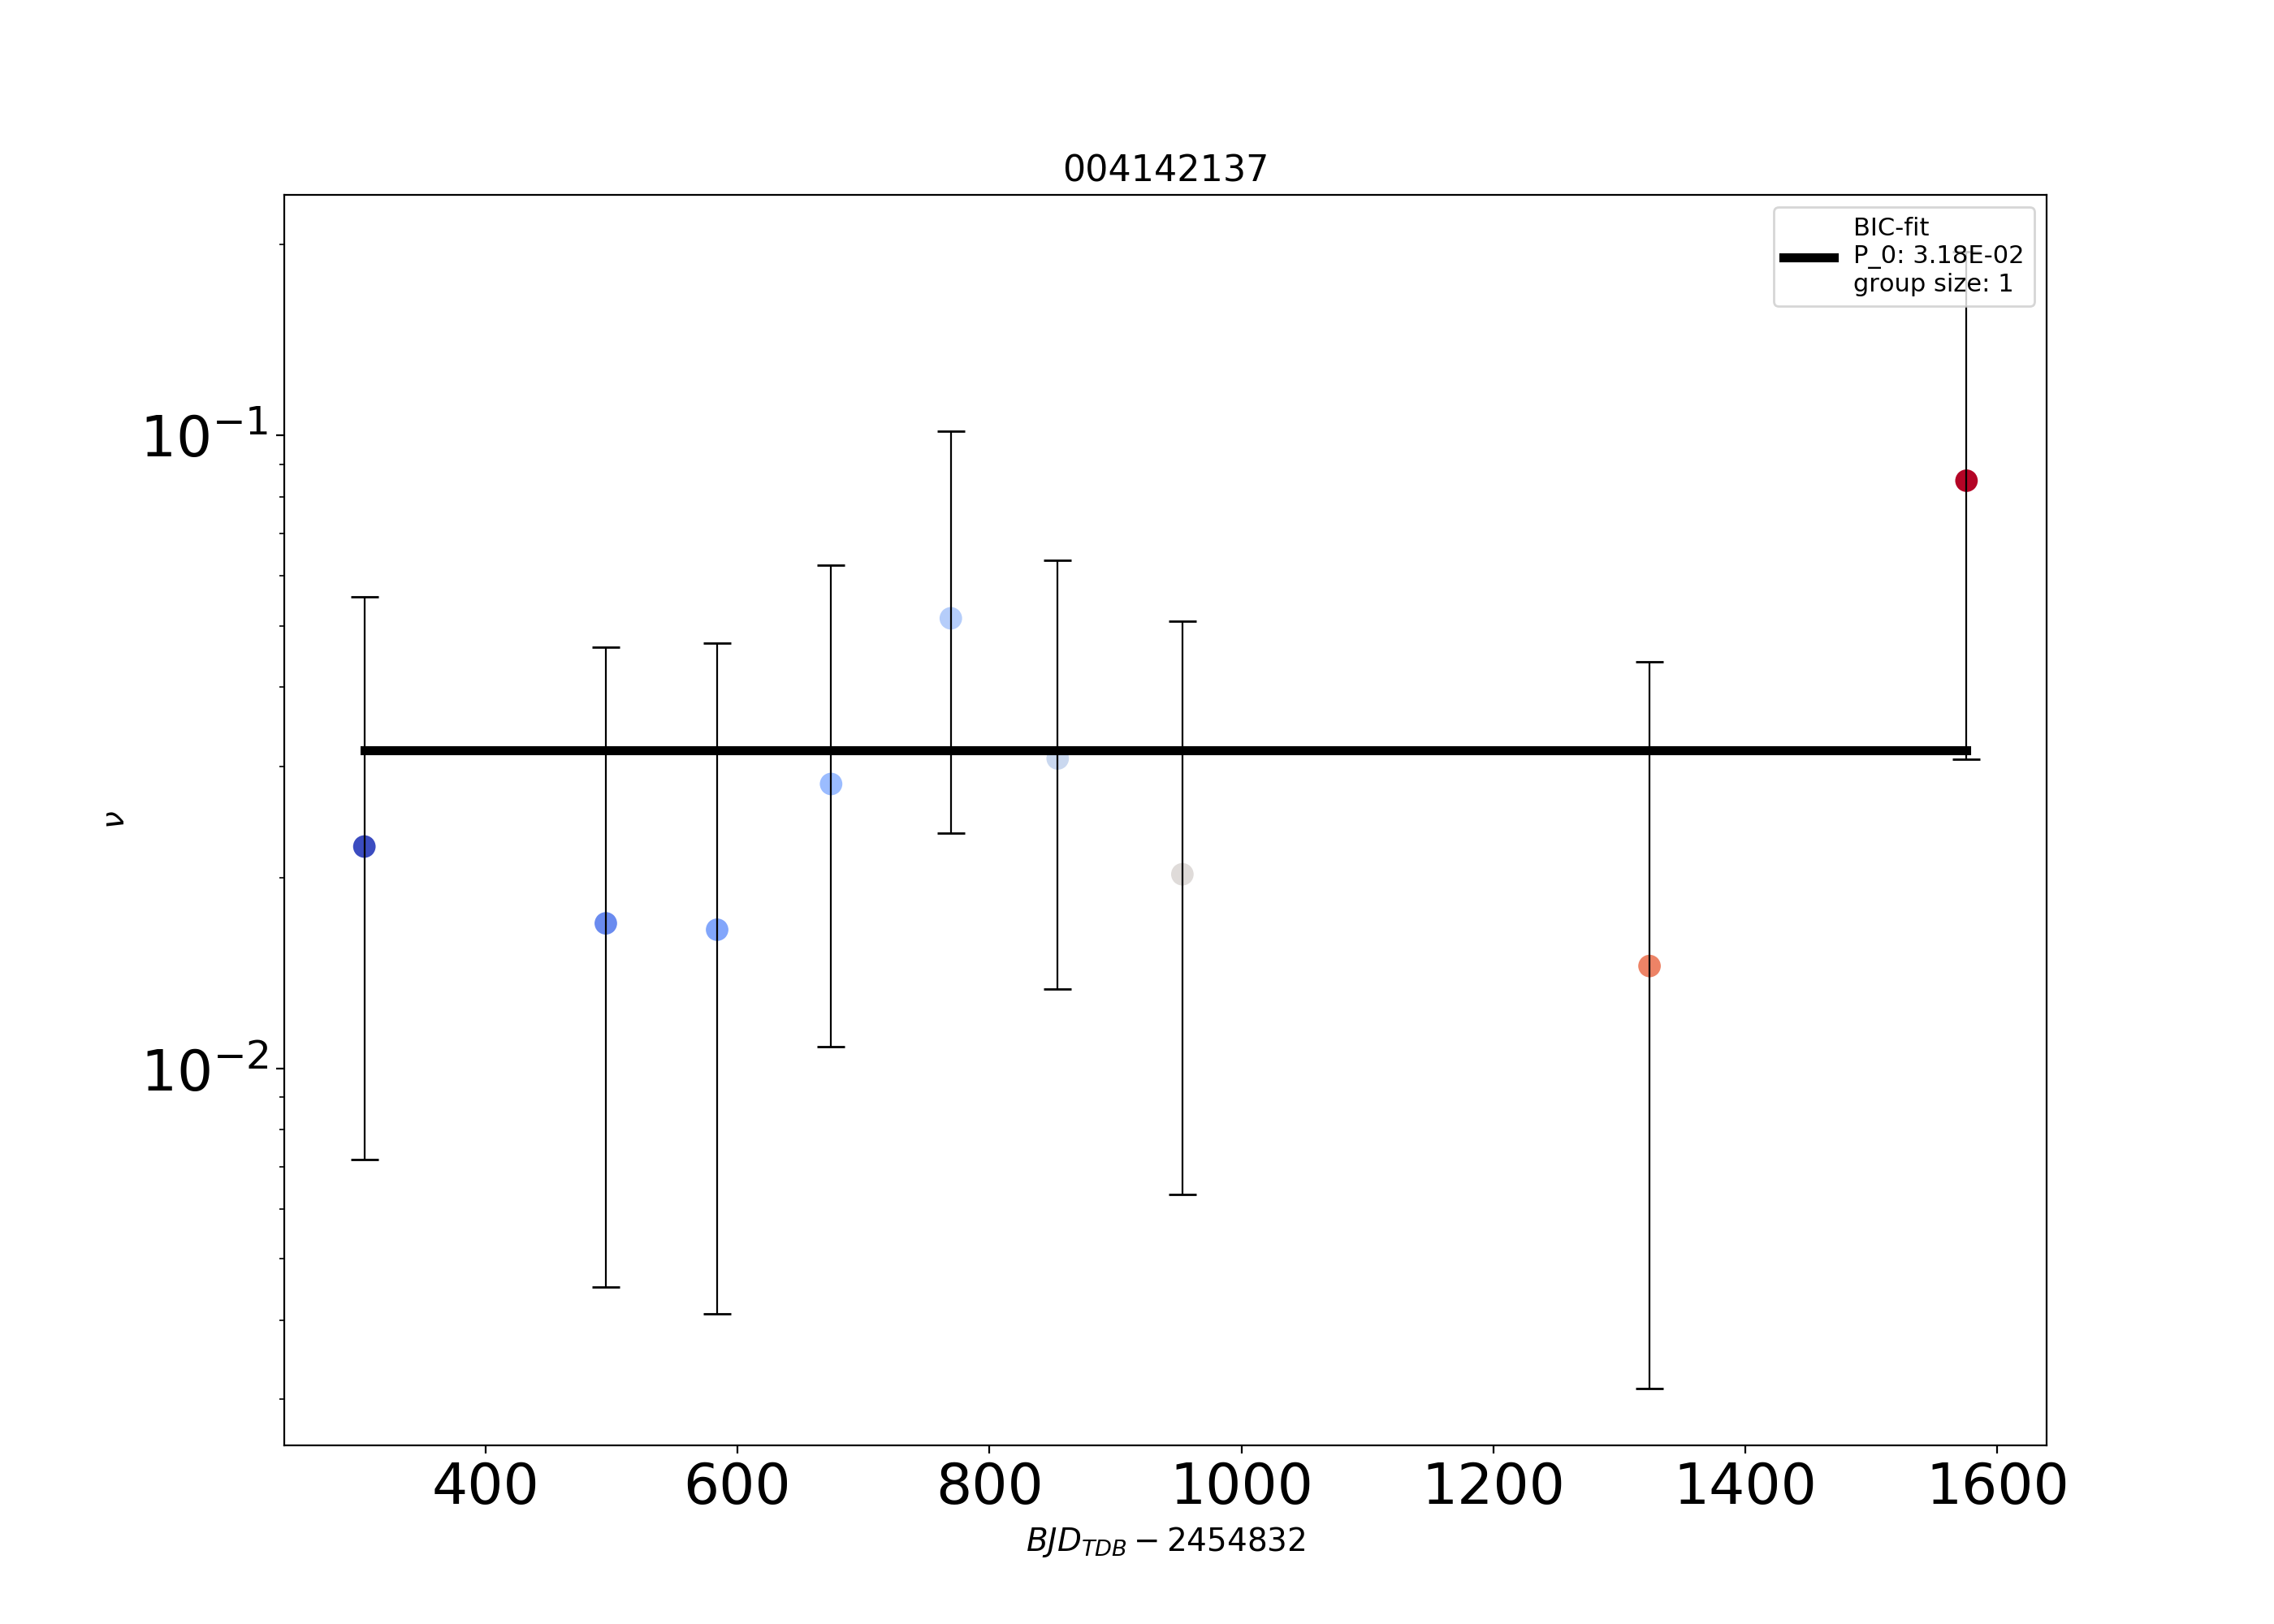 004142137
BIC-fit
P_0: 3.18E-02
group size: 1
10⁻¹
10⁻²
ν
400 600 800 1000 1200 1400 1600
BJD_TDB − 2454832